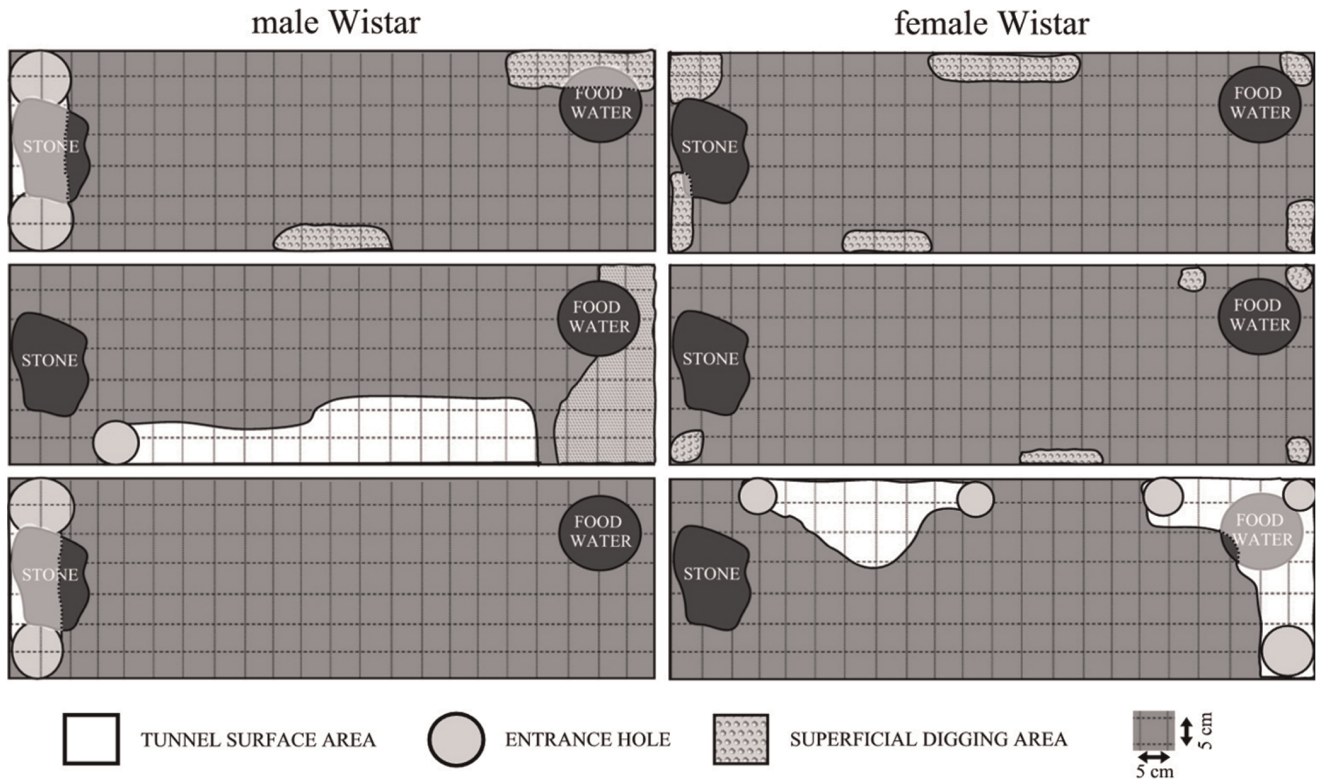 male Wistar
female Wistar
STONE
FOOD
WATER
STONE
FOOD
WATER
STONE
FOOD
WATER
STONE
FOOD
WATER
STONE
FOOD
WATER
STONE
FOOD
WATER
TUNNEL SURFACE AREA
ENTRANCE HOLE
SUPERFICIAL DIGGING AREA
5 cm
5 cm